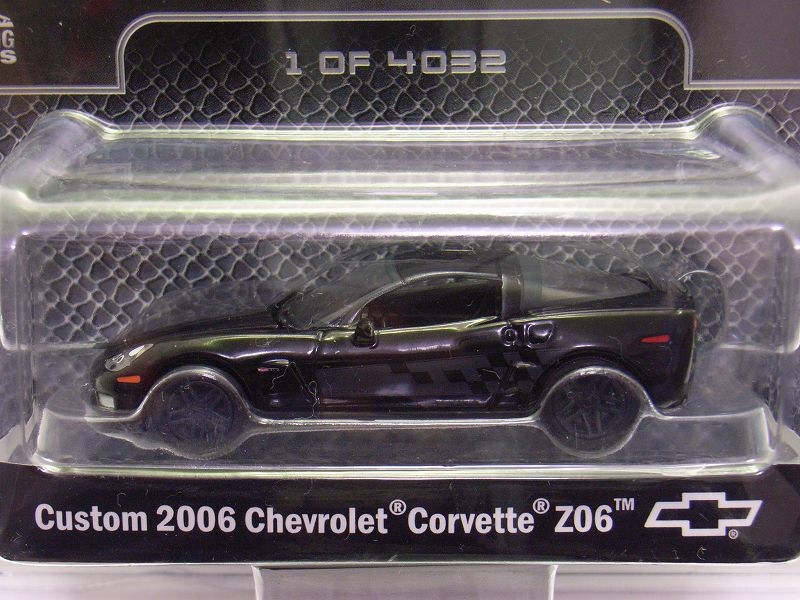 1 OF 4032
Custom 2006 Chevrolet® Corvette® Z06™